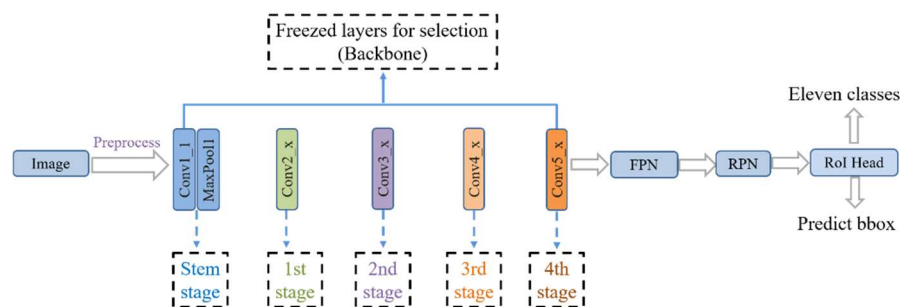 Freezed layers for selection
(Backbone)
Eleven classes
Image
Preprocess
Conv1_1
MaxPool1
Conv2_x
Conv3_x
Conv4_x
Conv5_x
FPN
RPN
RoI Head
Predict bbox
Stem
stage
1st
stage
2nd
stage
3rd
stage
4th
stage